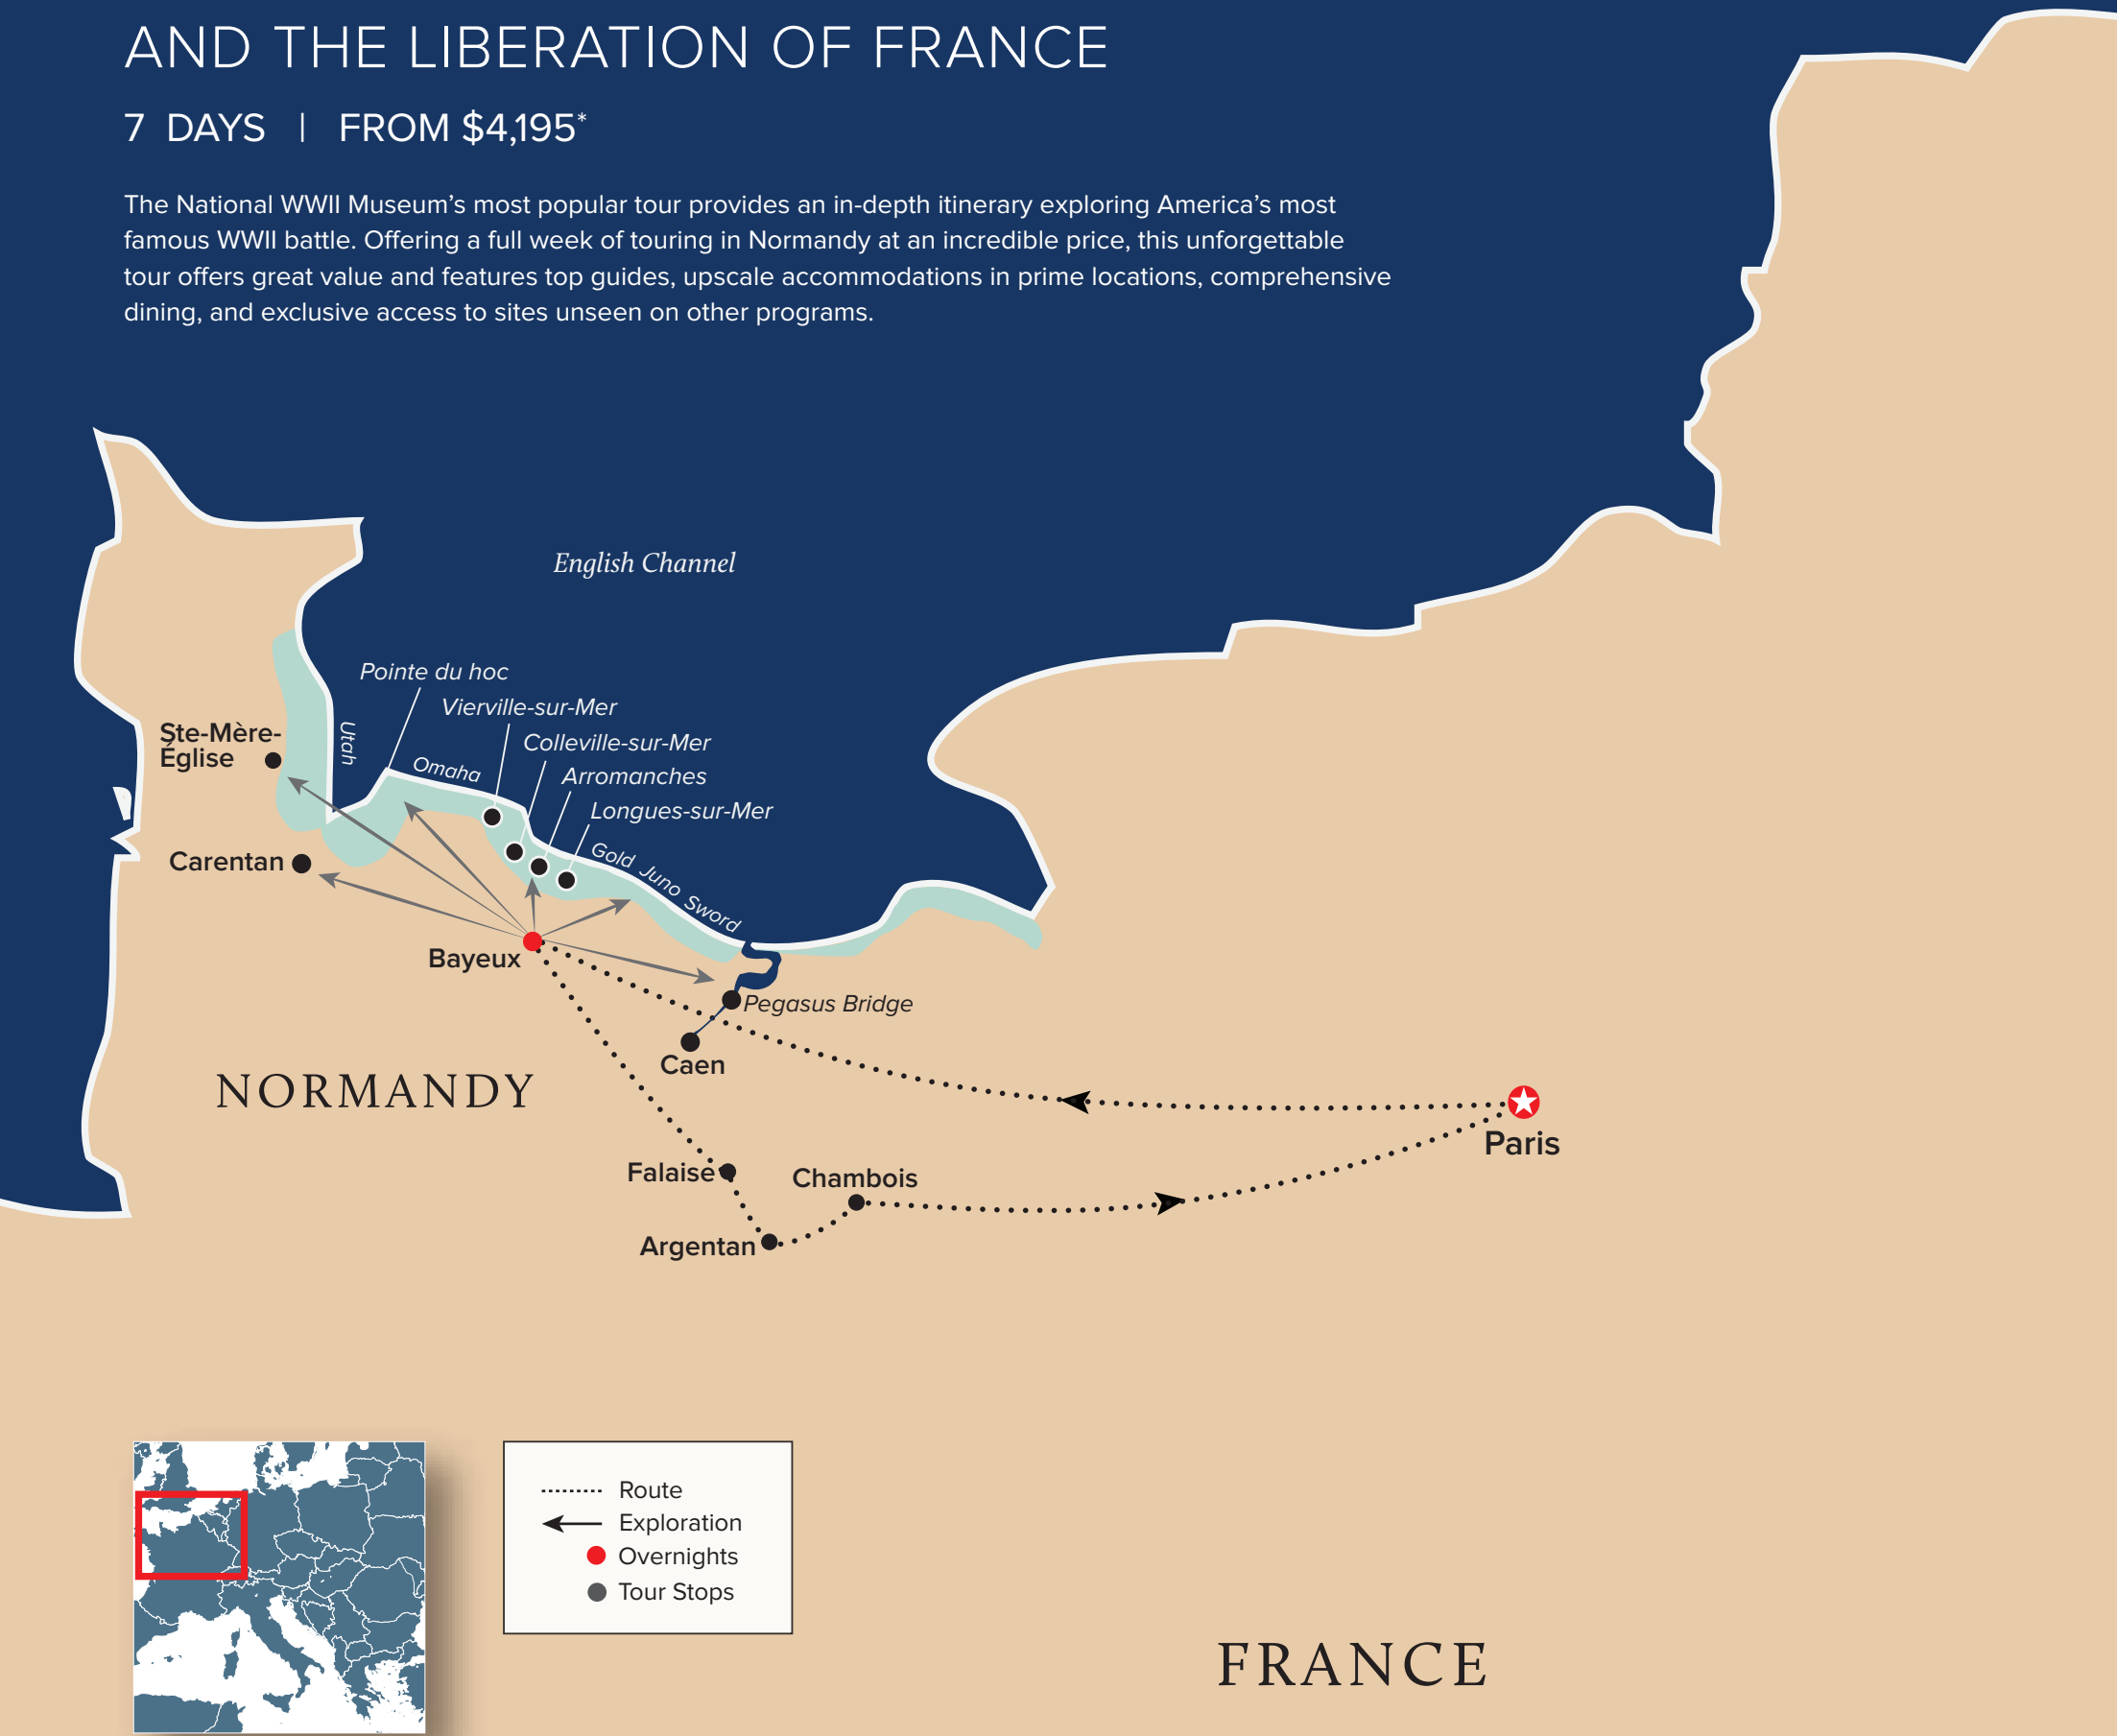 AND THE LIBERATION OF FRANCE
7 DAYS | FROM $4,195*
The National WWII Museum’s most popular tour provides an in-depth itinerary exploring America’s most
famous WWII battle. Offering a full week of touring in Normandy at an incredible price, this unforgettable
tour offers great value and features top guides, upscale accommodations in prime locations, comprehensive
dining, and exclusive access to sites unseen on other programs.
English Channel
Pointe du hoc
Vierville-sur-Mer
Colleville-sur-Mer
Arromanches
Longues-sur-Mer
Ste-Mère-
Église
Utah
Omaha
Gold
Juno
Sword
Carentan
Bayeux
Pegasus Bridge
Caen
NORMANDY
Paris
Falaise
Chambois
Argentan
Route
Exploration
Overnights
Tour Stops
FRANCE